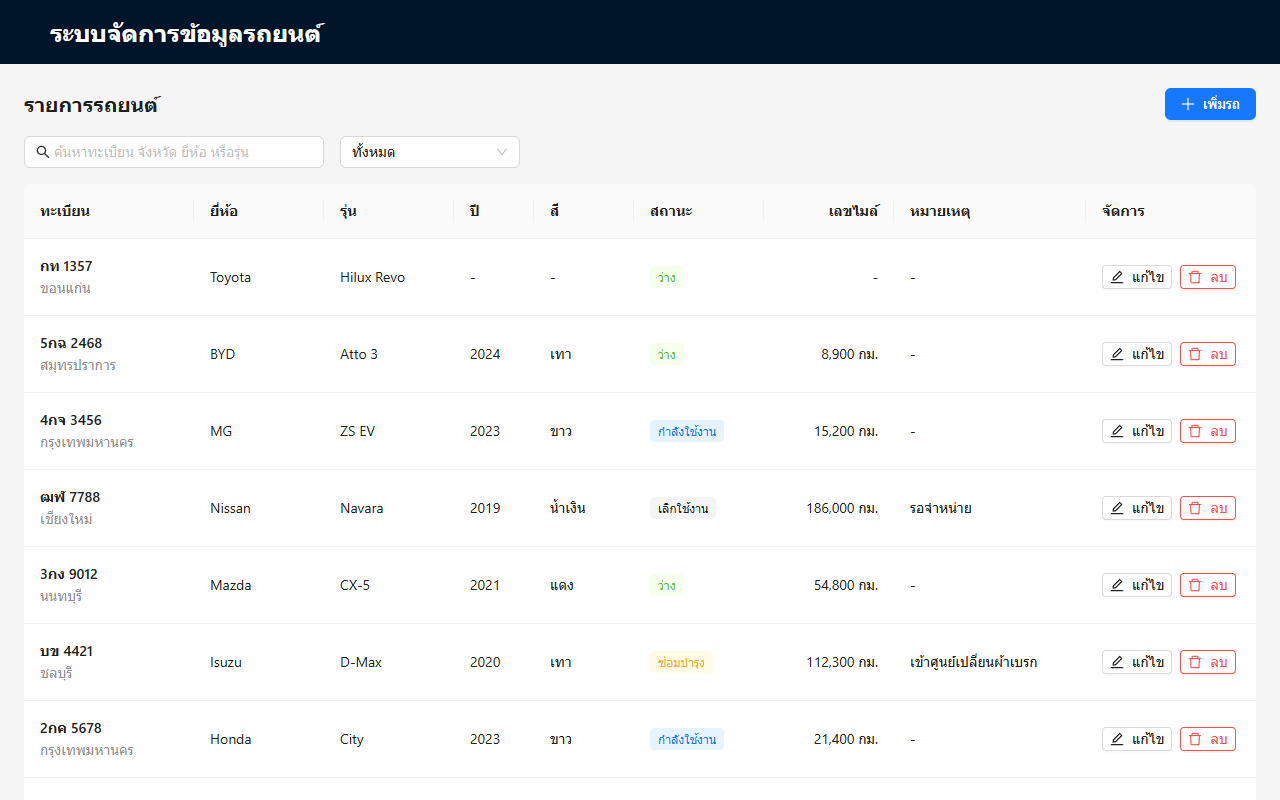 ระบบจัดการข้อมูลรถยนต์
รายการรถยนต์
เพิ่มรถ
ค้นหาทะเบียน จังหวัด ยี่ห้อ หรือรุ่น
ทั้งหมด
ทะเบียน ยี่ห้อ รุ่น ปี สี สถานะ เลขไมล์ หมายเหตุ จัดการ
กท 1357
ขอนแก่น
Toyota Hilux Revo - - ว่าง - - แก้ไข ลบ
5กฉ 2468
สมุทรปราการ
BYD Atto 3 2024 เทา ว่าง 8,900 กม. - แก้ไข ลบ
4กจ 3456
กรุงเทพมหานคร
MG ZS EV 2023 ขาว กำลังใช้งาน 15,200 กม. - แก้ไข ลบ
ฒฬ 7788
เชียงใหม่
Nissan Navara 2019 น้ำเงิน เลิกใช้งาน 186,000 กม. รอจำหน่าย แก้ไข ลบ
3กง 9012
นนทบุรี
Mazda CX-5 2021 แดง ว่าง 54,800 กม. - แก้ไข ลบ
บข 4421
ชลบุรี
Isuzu D-Max 2020 เทา ซ่อมบำรุง 112,300 กม. เข้าศูนย์เปลี่ยนผ้าเบรก แก้ไข ลบ
2กค 5678
กรุงเทพมหานคร
Honda City 2023 ขาว กำลังใช้งาน 21,400 กม. - แก้ไข ลบ